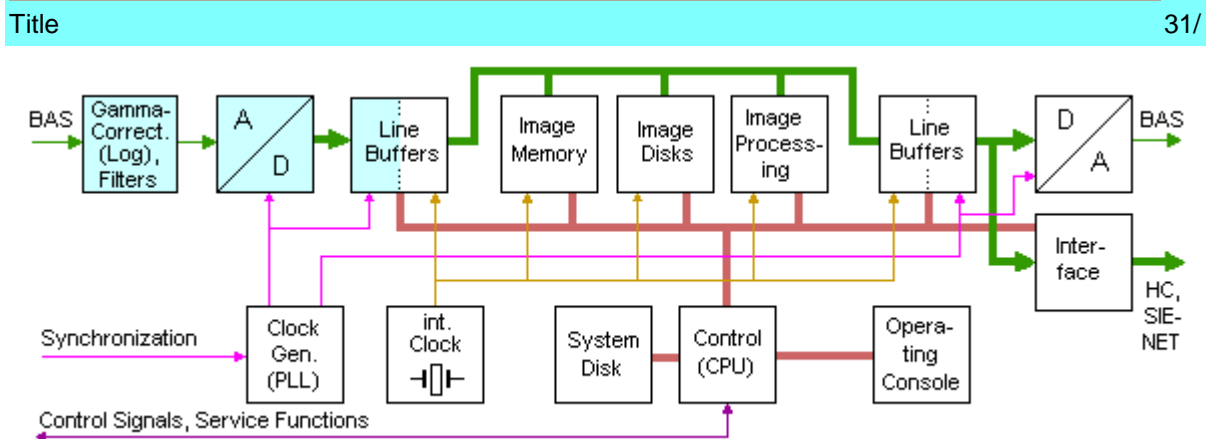 Title 31/
BAS
Gamma-
Correct.
(Log),
Filters
A
D
Line
Buffers
Image
Memory
Image
Disks
Image
Process-
ing
Line
Buffers
D
A
BAS
Inter-
face
HC,
SIE-
NET
Synchronization
Clock
Gen.
(PLL)
int.
Clock
System
Disk
Control
(CPU)
Opera-
ting
Console
Control Signals, Service Functions